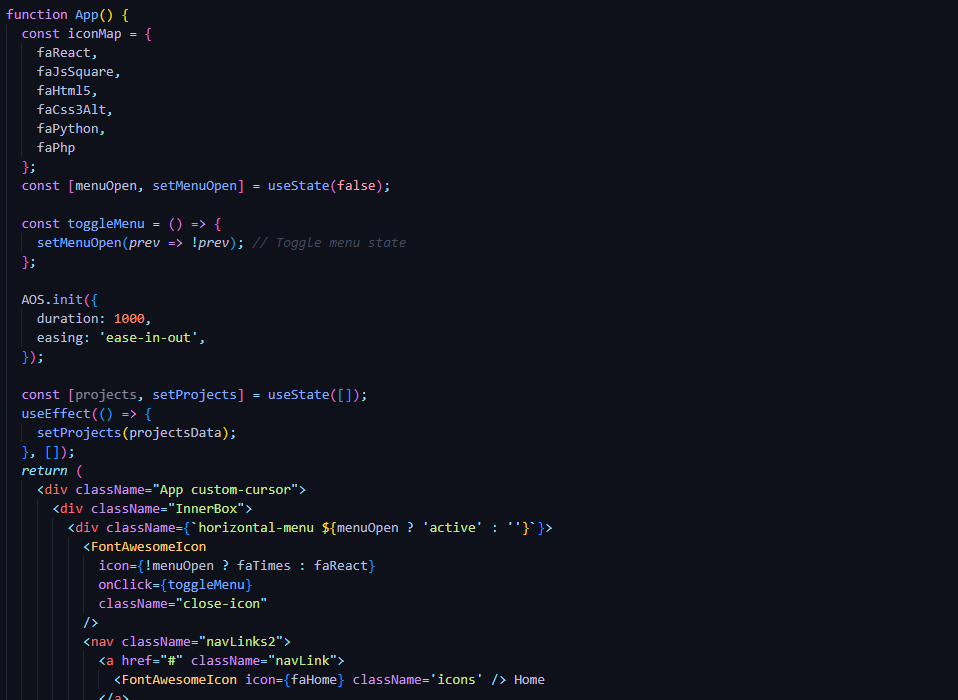 function App() {
  const iconMap = {
    faReact,
    faJsSquare,
    faHtml5,
    faCss3Alt,
    faPython,
    faPhp
  };
  const [menuOpen, setMenuOpen] = useState(false);

  const toggleMenu = () => {
    setMenuOpen(prev => !prev); // Toggle menu state
  };

  AOS.init({
    duration: 1000,
    easing: 'ease-in-out',
  });

  const [projects, setProjects] = useState([]);
  useEffect(() => {
    setProjects(projectsData);
  }, []);
  return (
    <div className="App custom-cursor">
      <div className="InnerBox">
        <div className={`horizontal-menu ${menuOpen ? 'active' : ''}`}>
          <FontAwesomeIcon
            icon={!menuOpen ? faTimes : faReact}
            onClick={toggleMenu}
            className="close-icon"
          />
          <nav className="navLinks2">
            <a href="#" className="navLink">
              <FontAwesomeIcon icon={faHome} className='icons' /> Home
            </a>